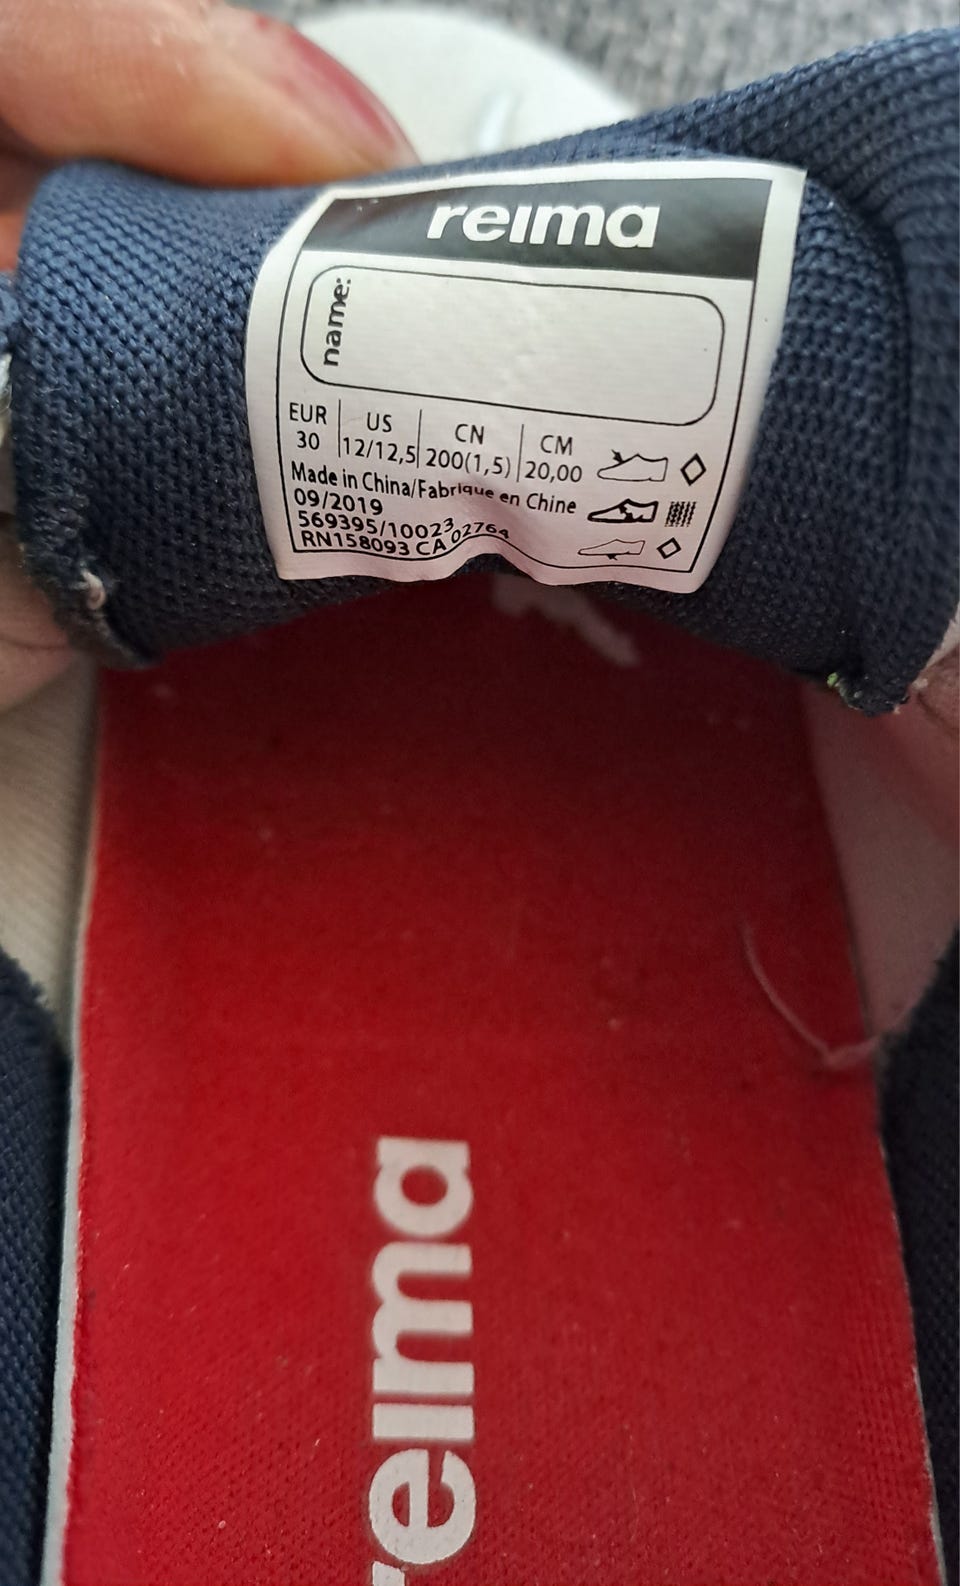 reima
name:
EUR US CN CM
30 12/12,5 200(1,5) 20,00
Made in China/Fabrique en Chine
09/2019
569395/10023
RN158093 CA 02764
reima